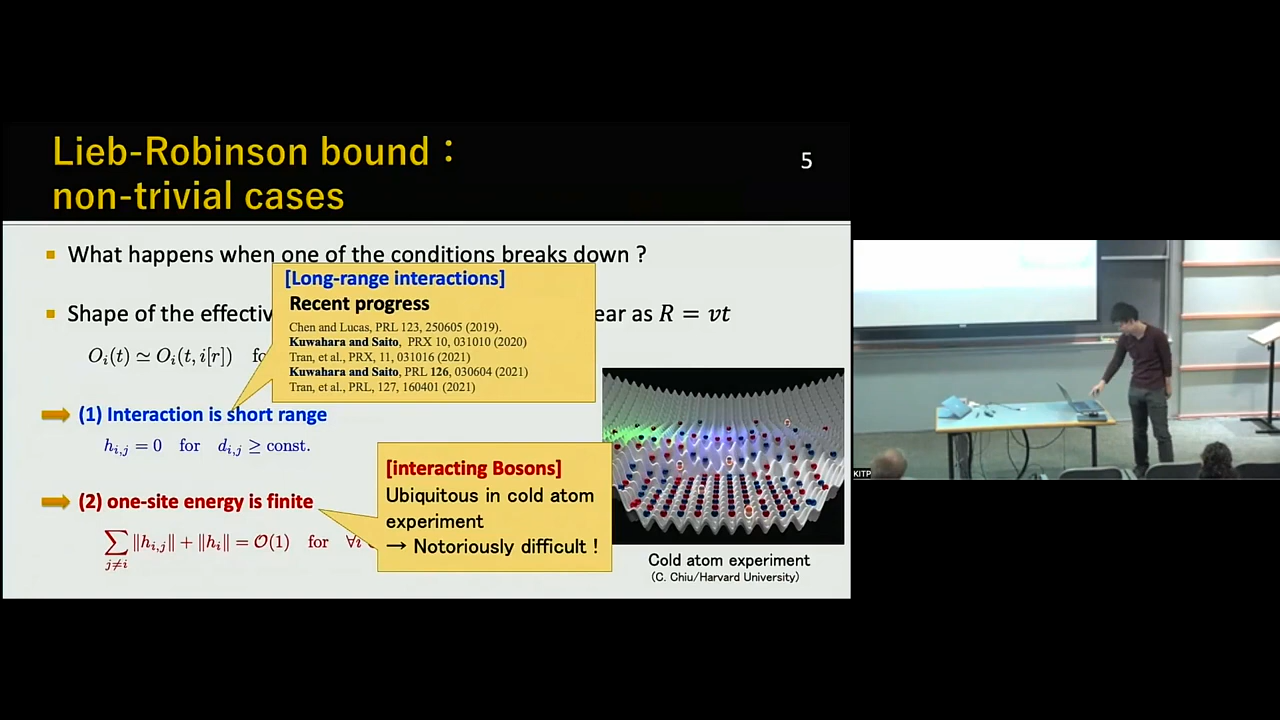 Lieb-Robinson bound :
non-trivial cases
5
What happens when one of the conditions breaks down ?
[Long-range interactions]
Recent progress
Chen and Lucas, PRL 123, 250605 (2019).
Kuwahara and Saito, PRX 10, 031010 (2020)
Tran, et al., PRX, 11, 031016 (2021)
Kuwahara and Saito, PRL 126, 030604 (2021)
Tran, et al., PRL, 127, 160401 (2021)
Shape of the effectiv ear as R = vt
O_i(t) ≃ O_i(t, i[r]) fo
(1) Interaction is short range
h_{i,j} = 0 for d_{i,j} ≥ const.
(2) one-site energy is finite
∑_{j≠i} ||h_{i,j}|| + ||h_i|| = 𝒪(1) for ∀i
[interacting Bosons]
Ubiquitous in cold atom
experiment
→ Notoriously difficult !
Cold atom experiment
(C. Chiu/Harvard University)
KITP